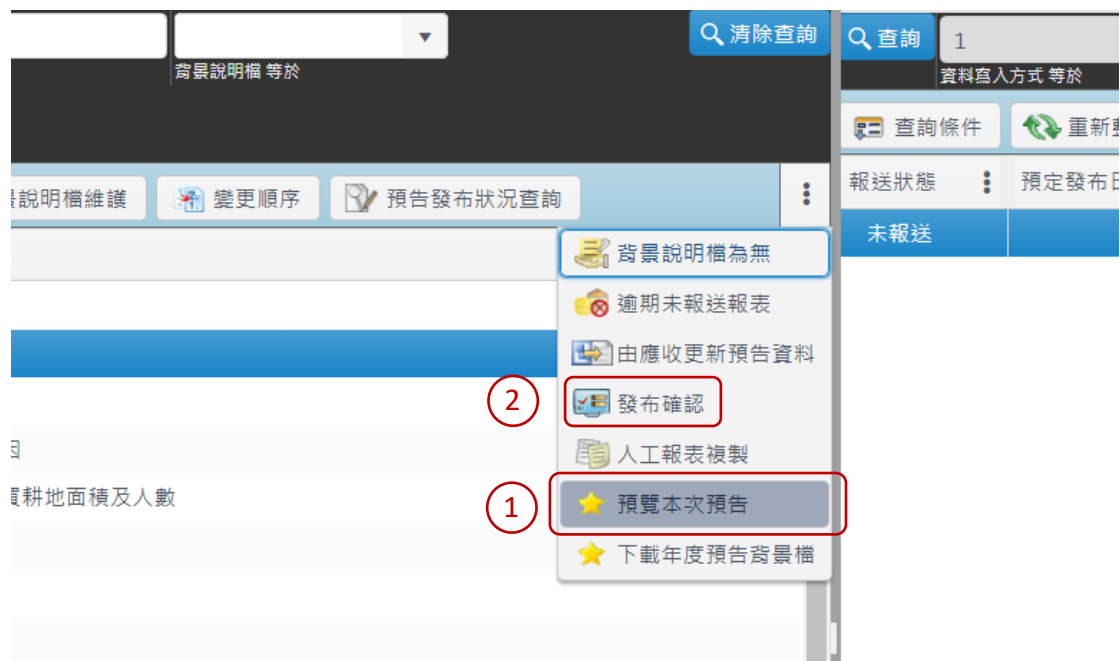 清除查詢
背景說明檔 等於
查詢
1
資料寫入方式 等於
查詢條件
重新
說明檔維護
變更順序
預告發布狀況查詢
報送狀態
預定發布
未報送
背景說明檔為無
逾期未報送報表
由應收更新預告資料
2
發布確認
因
人工報表複製
耕地面積及人數
1
預覽本次預告
下載年度預告背景檔